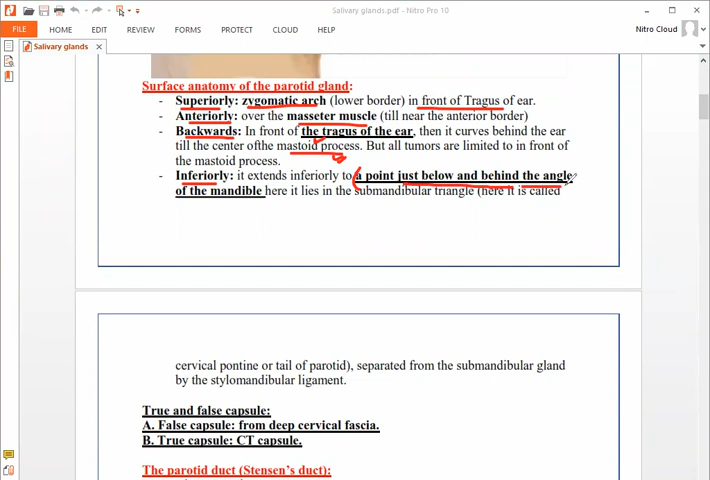 Salivary glands.pdf - Nitro Pro 10
FILE HOME EDIT REVIEW FORMS PROTECT CLOUD HELP Nitro Cloud
Salivary glands
Surface anatomy of the parotid gland:
- Superiorly: zygomatic arch (lower border) in front of Tragus of ear.
- Anteriorly: over the masseter muscle (till near the anterior border)
- Backwards: In front of the tragus of the ear, then it curves behind the ear
till the center ofthe mastoid process. But all tumors are limited to in front of
the mastoid process.
- Inferiorly: it extends inferiorly to a point just below and behind the angle
of the mandible here it lies in the submandibular triangle (here it is called
cervical pontine or tail of parotid), separated from the submandibular gland
by the stylomandibular ligament.
True and false capsule:
A. False capsule: from deep cervical fascia.
B. True capsule: CT capsule.
The parotid duct (Stensen's duct):